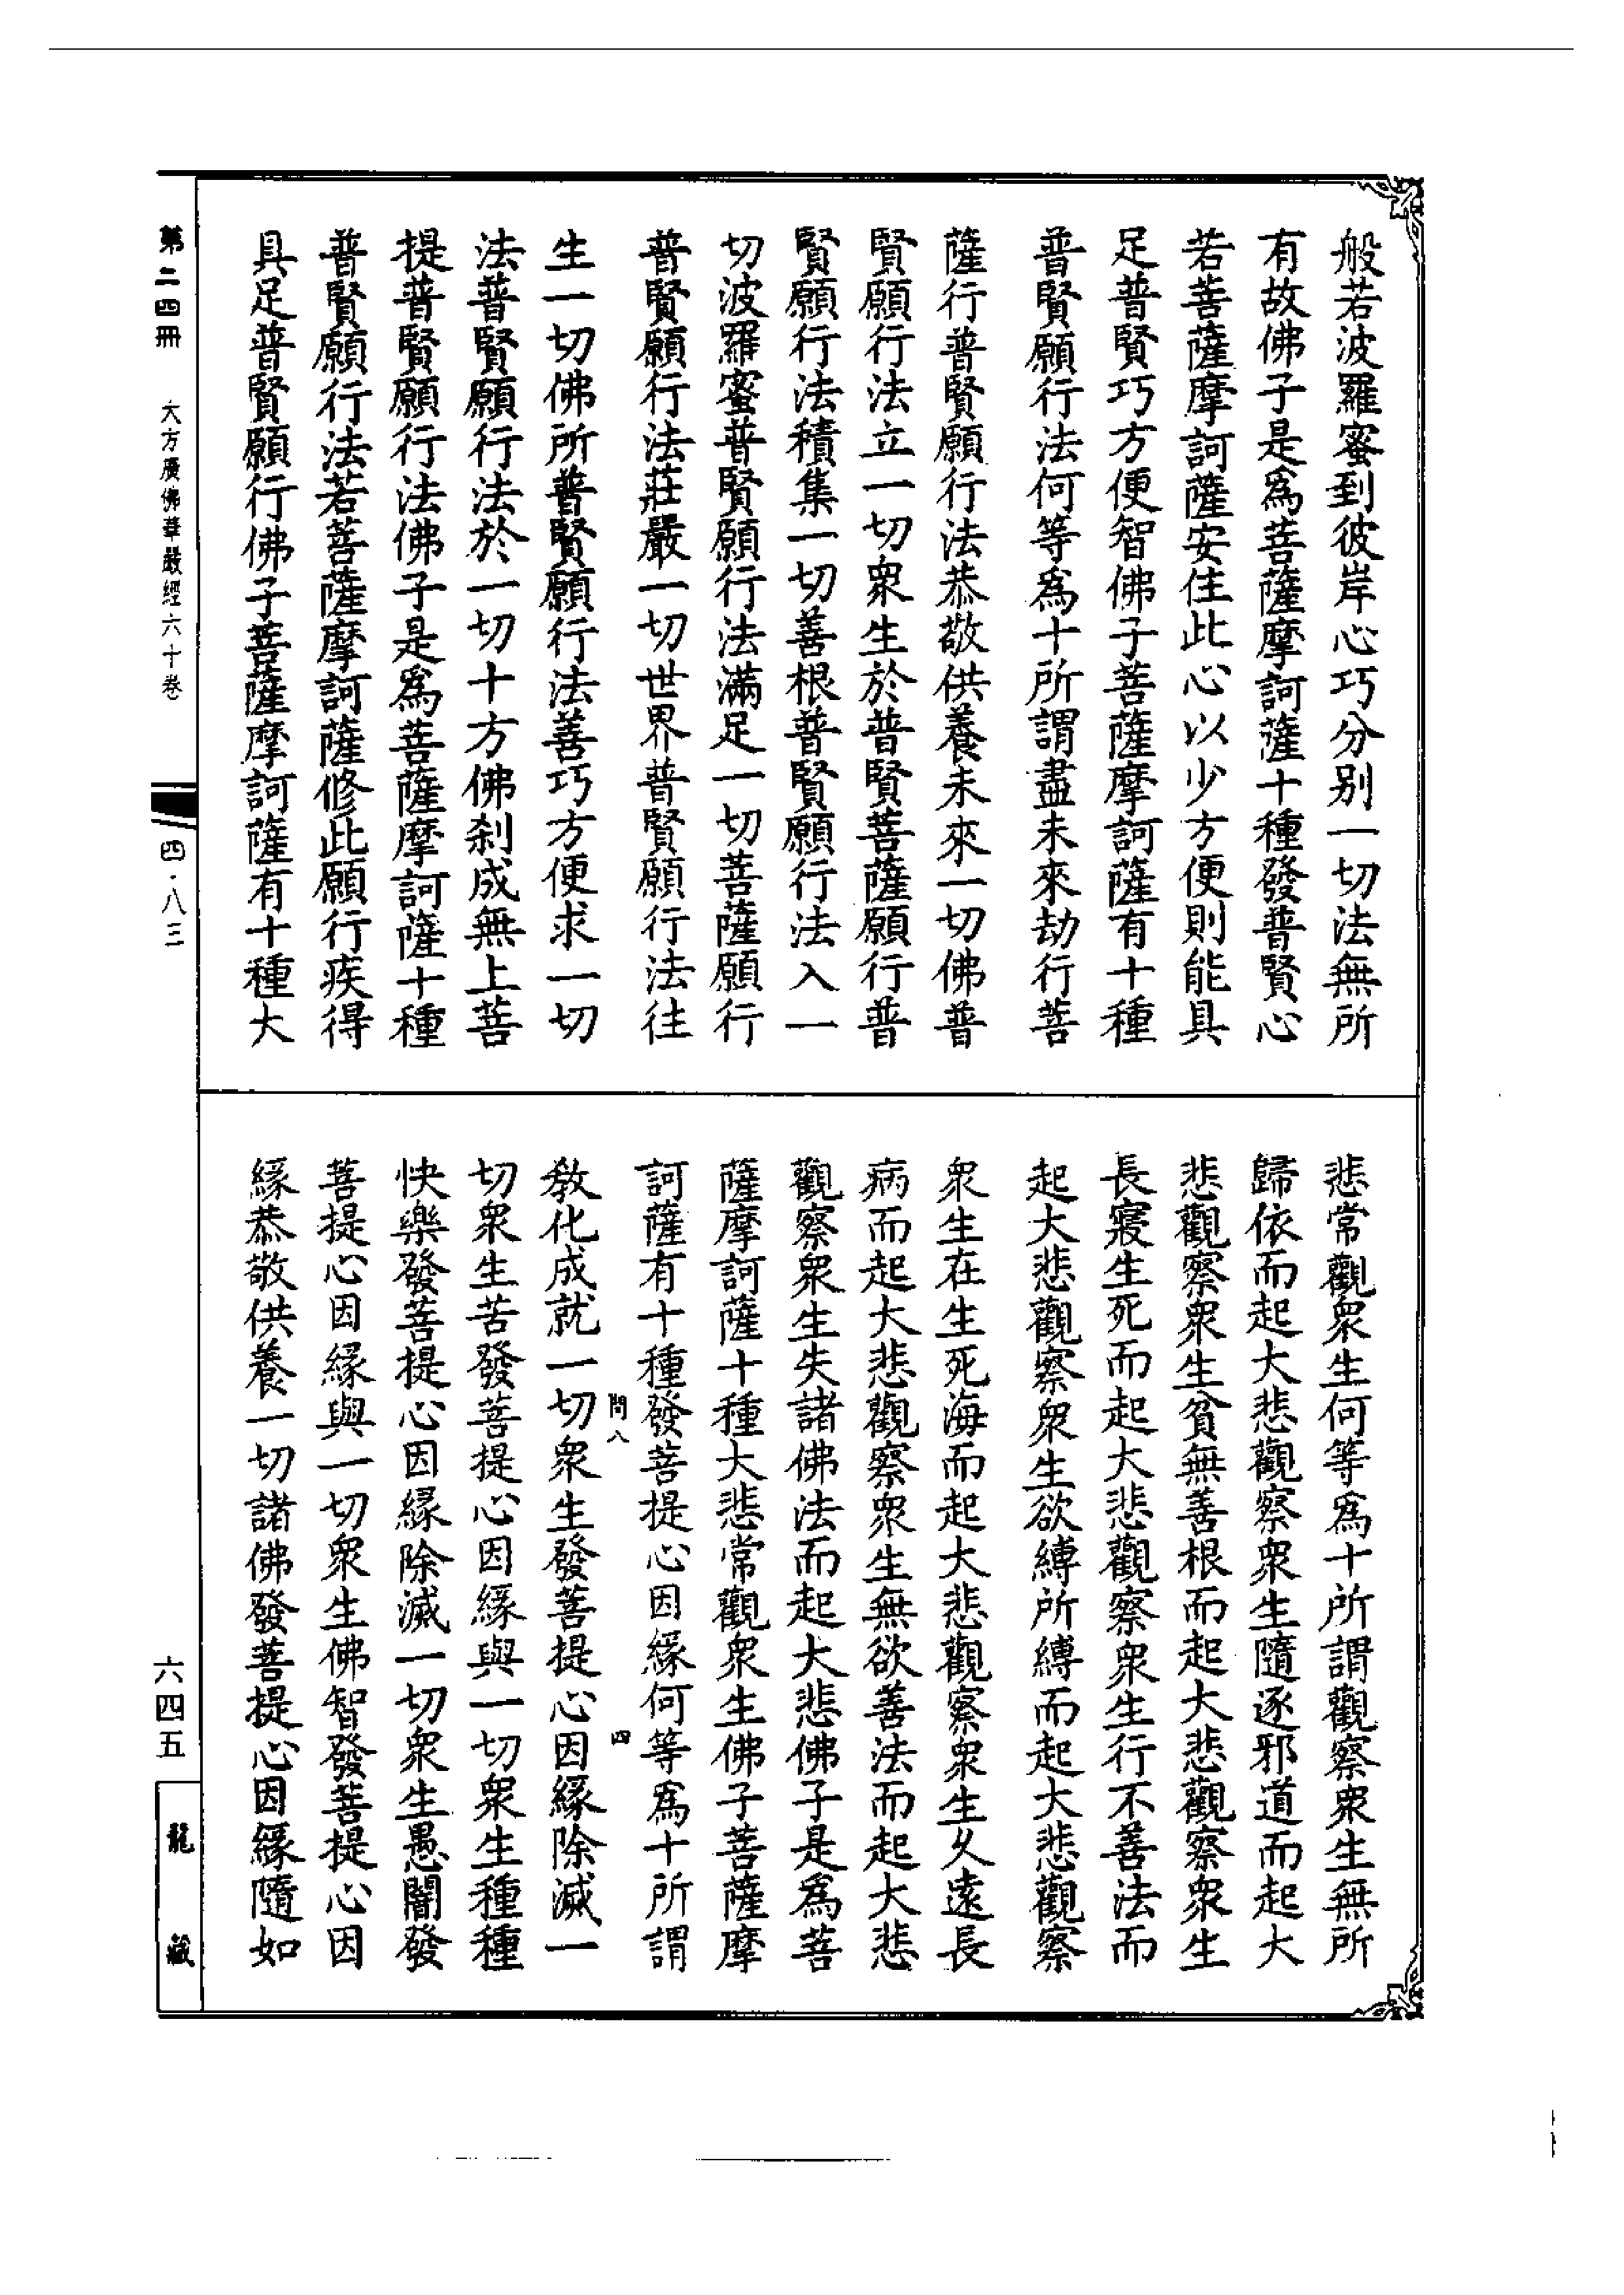 般若波羅蜜到彼岸心巧分别一切法無所
有故佛子是爲菩薩摩訶薩十種發普賢心
若菩薩摩訶薩安住此心以少方便則能具
足普賢巧方便智佛子菩薩摩訶薩有十種
普賢願行法何等爲十所謂盡未來劫行菩
薩行普賢願行法恭敬供養未來一切佛普
賢願行法立一切衆生於普賢菩薩願行普
賢願行法積集一切善根普賢願行法入一
切波羅蜜普賢願行法滿足一切菩薩願行
普賢願行法莊嚴一切世界普賢願行法往
生一切佛所普賢願行法善巧方便求一切
法普賢願行法於一切十方佛刹成無上菩
提普賢願行法佛子是爲菩薩摩訶薩十種
普賢願行法若菩薩摩訶薩修此願行疾得
具足普賢願行佛子菩薩摩訶薩有十種大
悲常觀衆生何等爲十所謂觀察衆生無所
歸依而起大悲觀察衆生隨逐邪道而起大
悲觀察衆生貧無善根而起大悲觀察衆生
長寢生死而起大悲觀察衆生行不善法而
起大悲觀察衆生欲縛所縛而起大悲觀察
衆生在生死海而起大悲觀察衆生久遠長
病而起大悲觀察衆生無欲善法而起大悲
觀察衆生失諸佛法而起大悲佛子是爲菩
薩摩訶薩十種大悲常觀衆生佛子菩薩摩
訶薩有十種發菩提心因緣何等爲十所謂
問八 四
教化成就一切衆生發菩提心因緣除滅一
切衆生苦發菩提心因緣與一切衆生種種
快樂發菩提心因緣除滅一切衆生愚闇發
菩提心因緣與一切衆生佛智發菩提心因
緣恭敬供養一切諸佛發菩提心因緣隨如
第二四冊 大方廣佛華嚴經六十卷 四·八三
六四五 龍藏